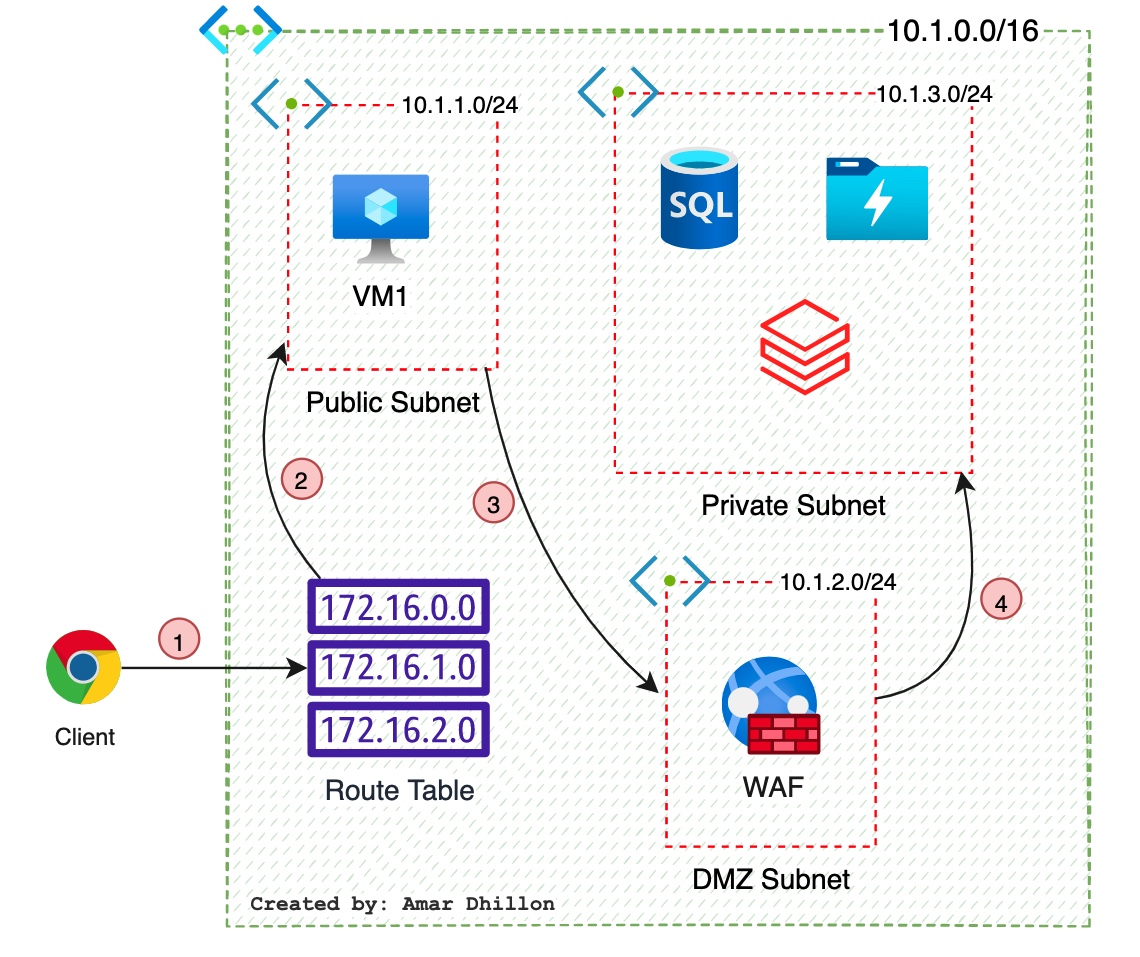 10.1.0.0/16
10.1.1.0/24
10.1.3.0/24
SQL
VM1
Public Subnet
2
3
Private Subnet
10.1.2.0/24
4
172.16.0.0
1
172.16.1.0
172.16.2.0
Client
Route Table
WAF
DMZ Subnet
Created by: Amar Dhillon